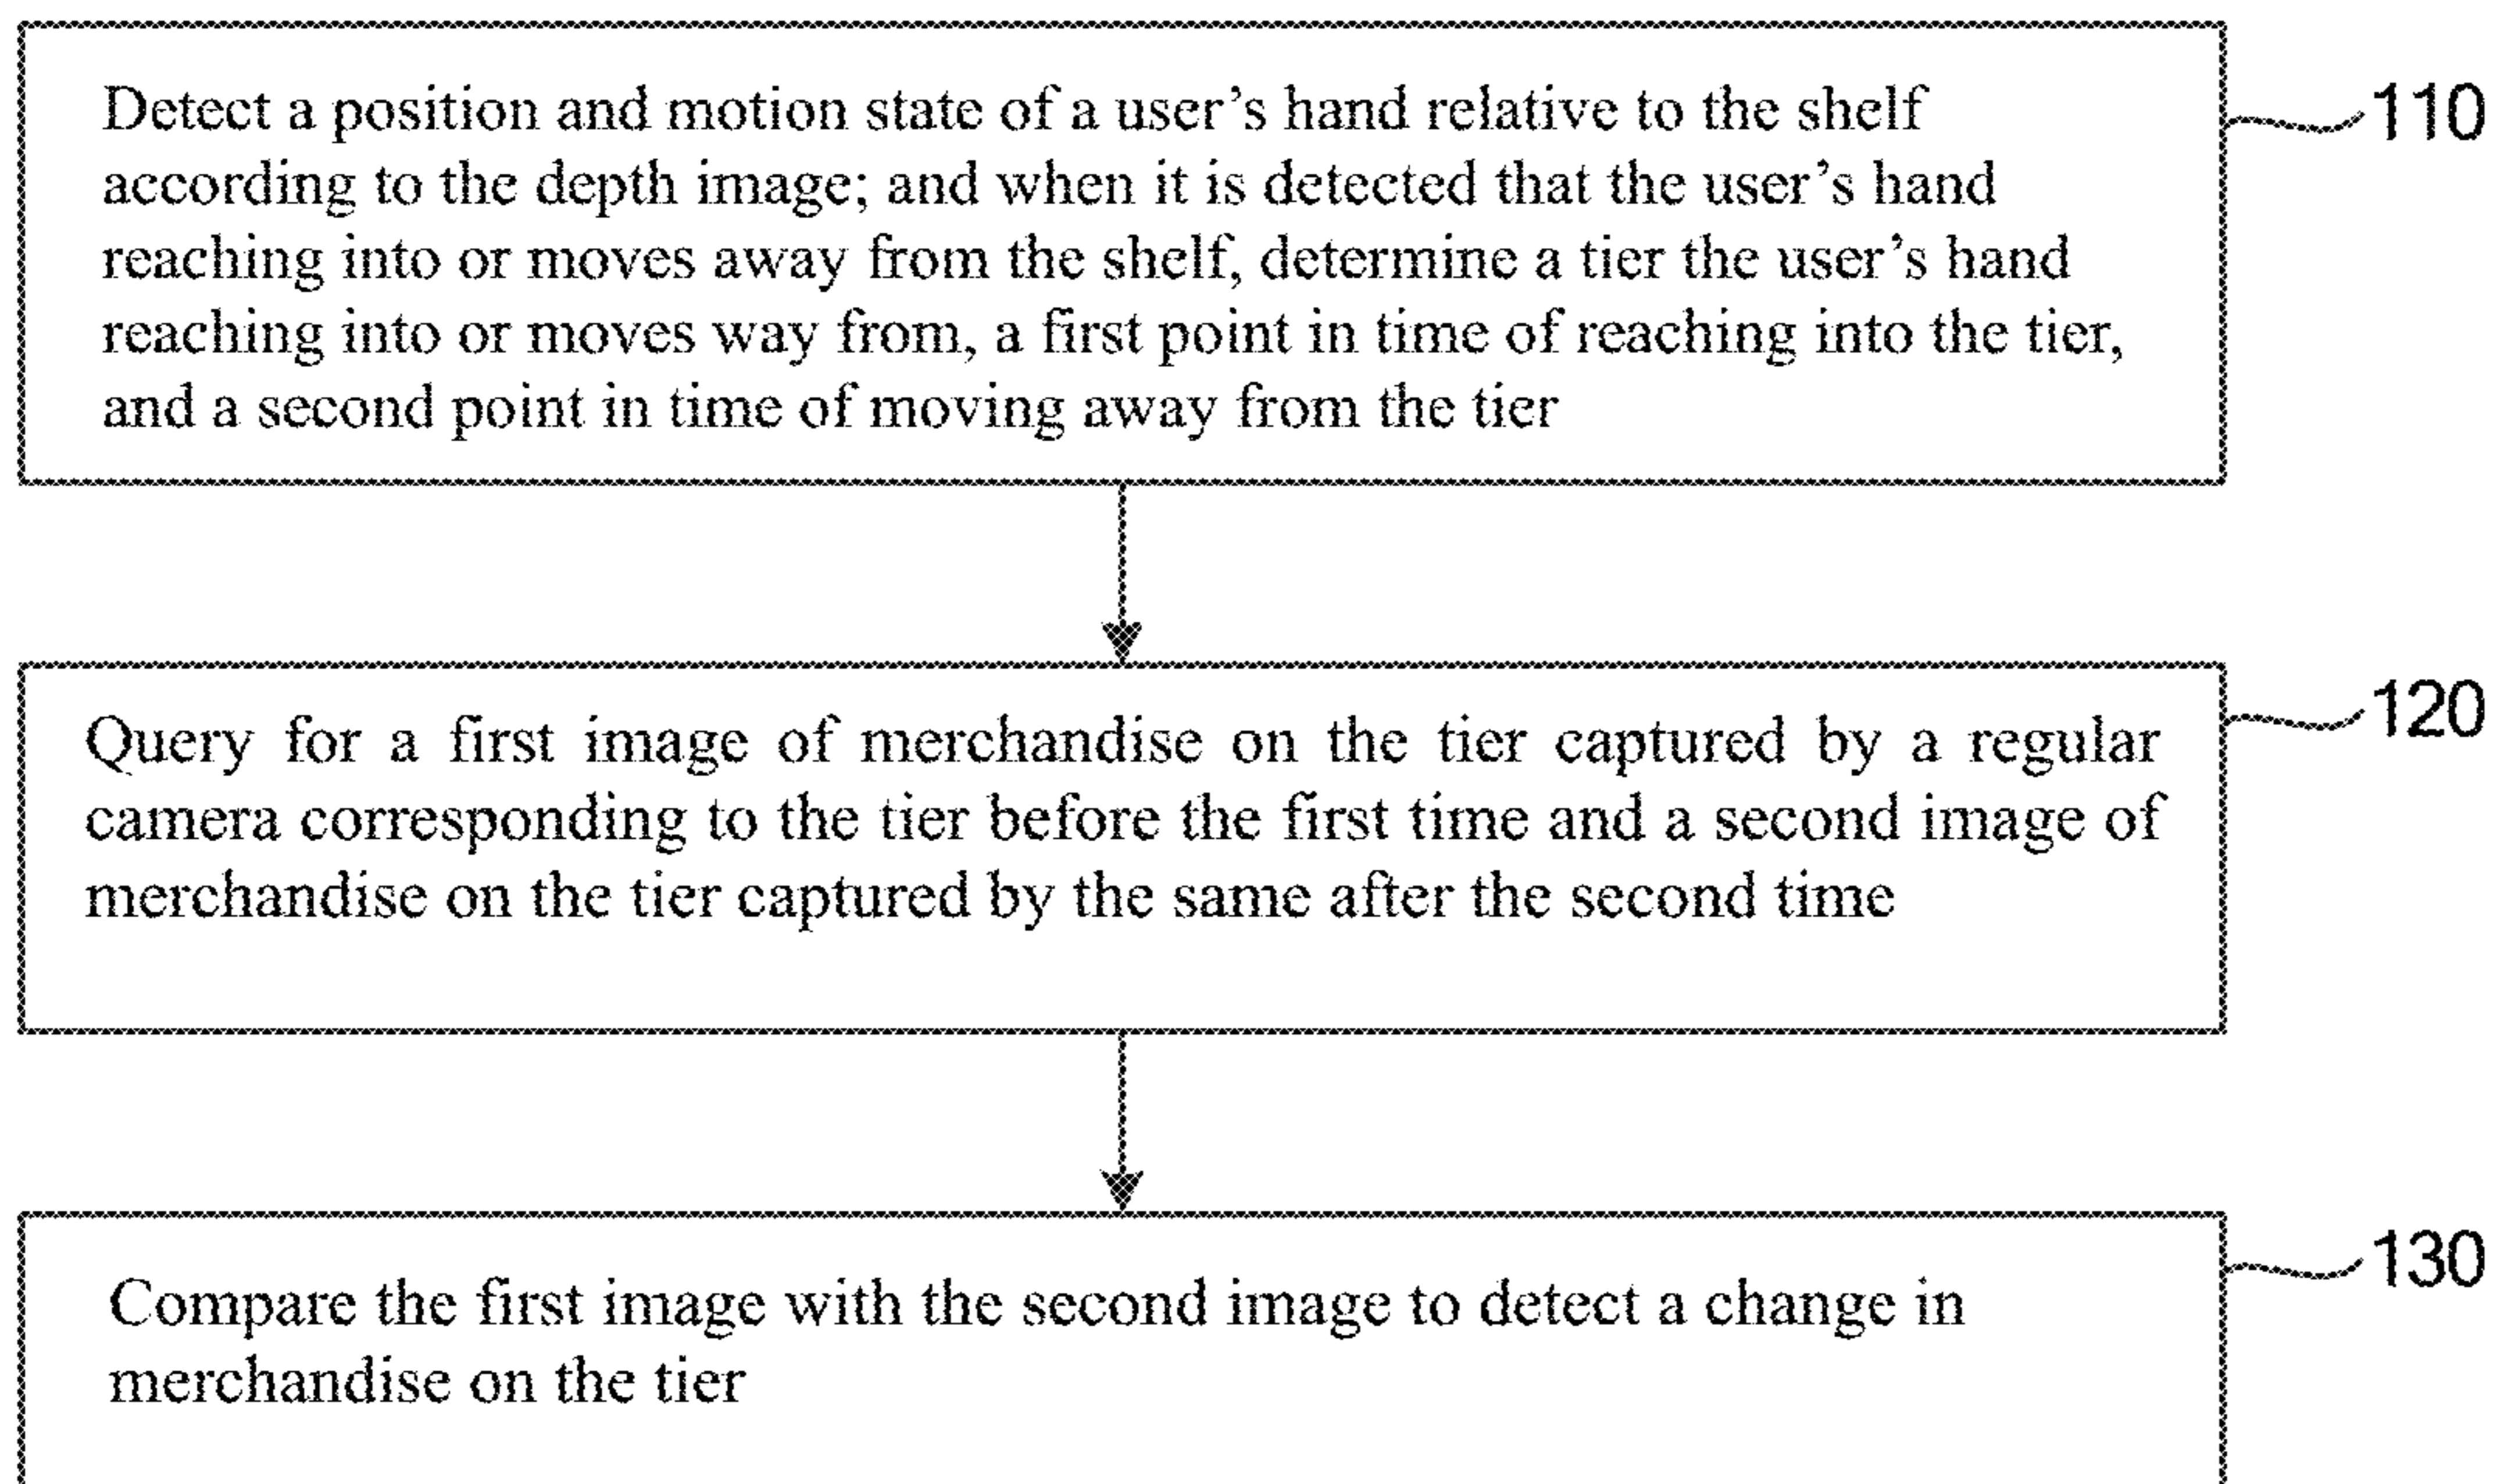 Detect a position and motion state of a user's hand relative to the shelf
110
according to the depth image; and when it is detected that the user's hand
reaching into or moves away from the shelf, determine a tier the user's hand
reaching into or moves way from, a first point in time of reaching into the tier,
and a second point in time of moving away from the tier
120
Query for a first image of merchandise on the tier captured by a regular
camera corresponding to the tier before the first time and a second image of
merchandise on the tier captured by the same after the second time
130
Compare the first image with the second image to detect a change in
merchandise on the tier